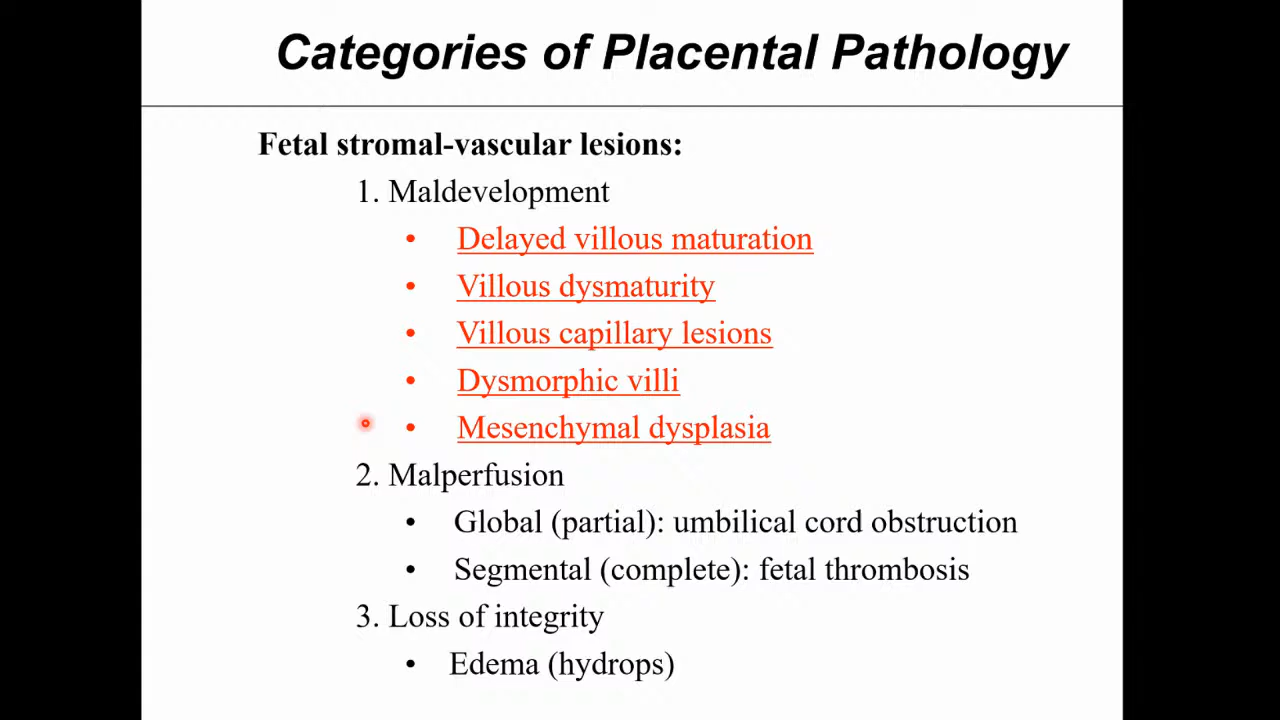 Categories of Placental Pathology
Fetal stromal-vascular lesions:
1. Maldevelopment
• Delayed villous maturation
• Villous dysmaturity
• Villous capillary lesions
• Dysmorphic villi
• Mesenchymal dysplasia
2. Malperfusion
• Global (partial): umbilical cord obstruction
• Segmental (complete): fetal thrombosis
3. Loss of integrity
• Edema (hydrops)